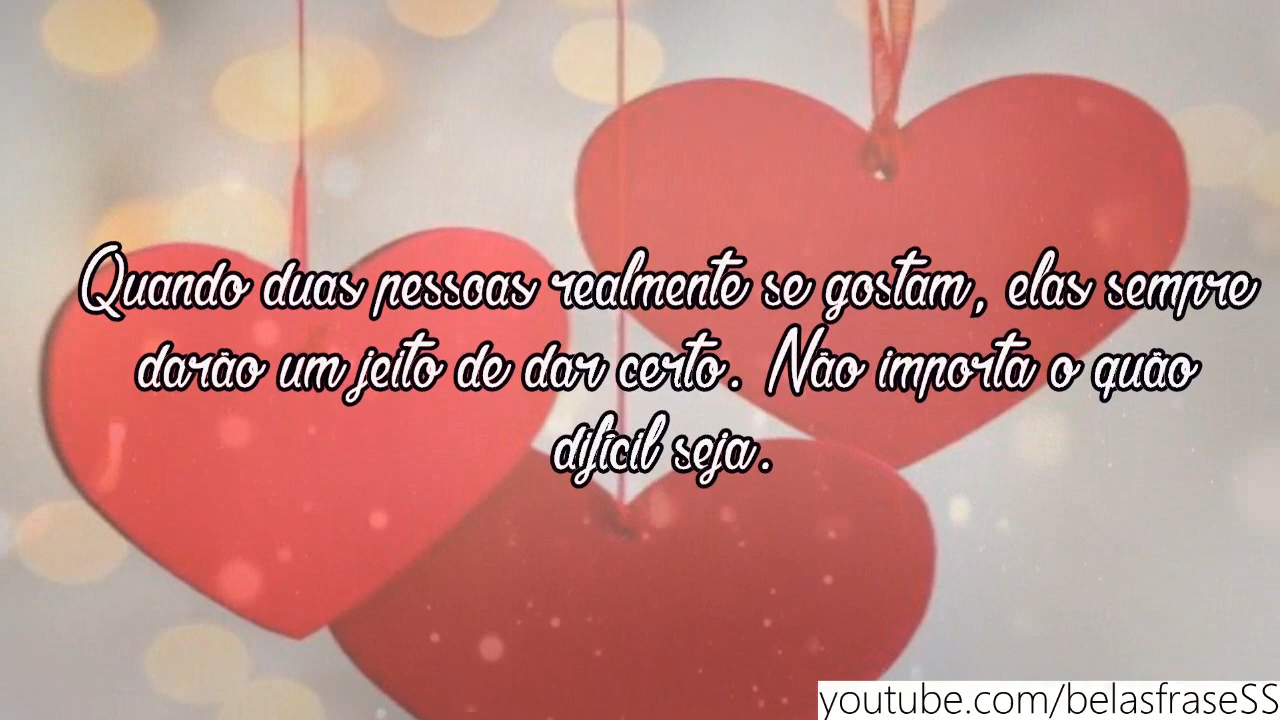 Quando duas pessoas realmente se gostam, elas sempre
darão um jeito de dar certo. Não importa o quão
difícil seja.
youtube.com/belasfraseSS